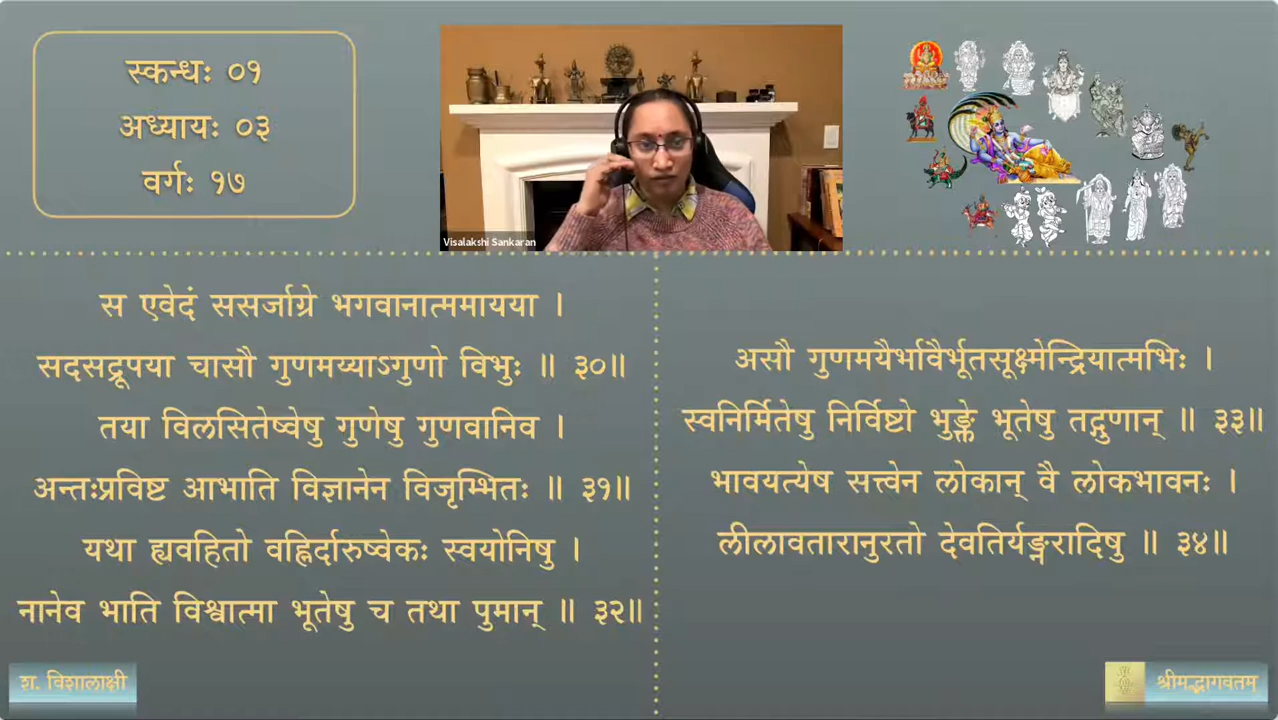 स्कन्धः ०१
अध्यायः ०३
वर्गः १७
Visalakshi Sankaran
स एवेदं ससर्जाग्रे भगवानात्ममायया ।
सदसद्रूपया चासौ गुणमय्याऽगुणो विभुः ॥ ३०॥
तया विलसितेष्वेषु गुणेषु गुणवानिव ।
अन्तःप्रविष्ट आभाति विज्ञानेन विजृम्भितः ॥ ३१॥
यथा ह्यवहितो वह्निर्दारुष्वेकः स्वयोनिषु ।
नानेव भाति विश्वात्मा भूतेषु च तथा पुमान् ॥ ३२॥
असौ गुणमयैर्भावैर्भूतसूक्ष्मेन्द्रियात्मभिः ।
स्वनिर्मितेषु निर्विष्टो भुङ्क्ते भूतेषु तद्गुणान् ॥ ३३॥
भावयत्येष सत्त्वेन लोकान् वै लोकभावनः ।
लीलावतारानुरतो देवतिर्यङ्नरादिषु ॥ ३४॥
श. विशालाक्षी
श्रीमद्भागवतम्